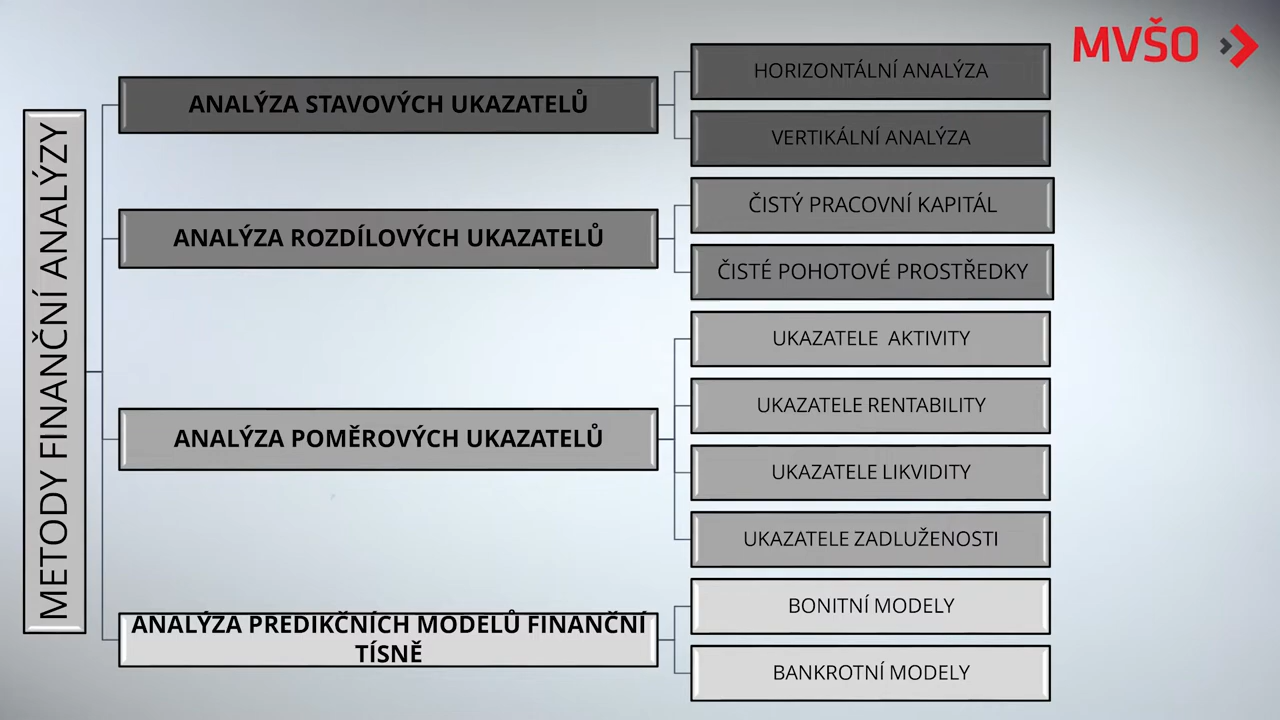 METODY FINANČNÍ ANALÝZY
ANALÝZA STAVOVÝCH UKAZATELŮ
HORIZONTÁLNÍ ANALÝZA
VERTIKÁLNÍ ANALÝZA
ANALÝZA ROZDÍLOVÝCH UKAZATELŮ
ČISTÝ PRACOVNÍ KAPITÁL
ČISTÉ POHOTOVÉ PROSTŘEDKY
ANALÝZA POMĚROVÝCH UKAZATELŮ
UKAZATELE AKTIVITY
UKAZATELE RENTABILITY
UKAZATELE LIKVIDITY
UKAZATELE ZADLUŽENOSTI
ANALÝZA PREDIKČNÍCH MODELŮ FINANČNÍ
TÍSNĚ
BONITNÍ MODELY
BANKROTNÍ MODELY
MVŠO